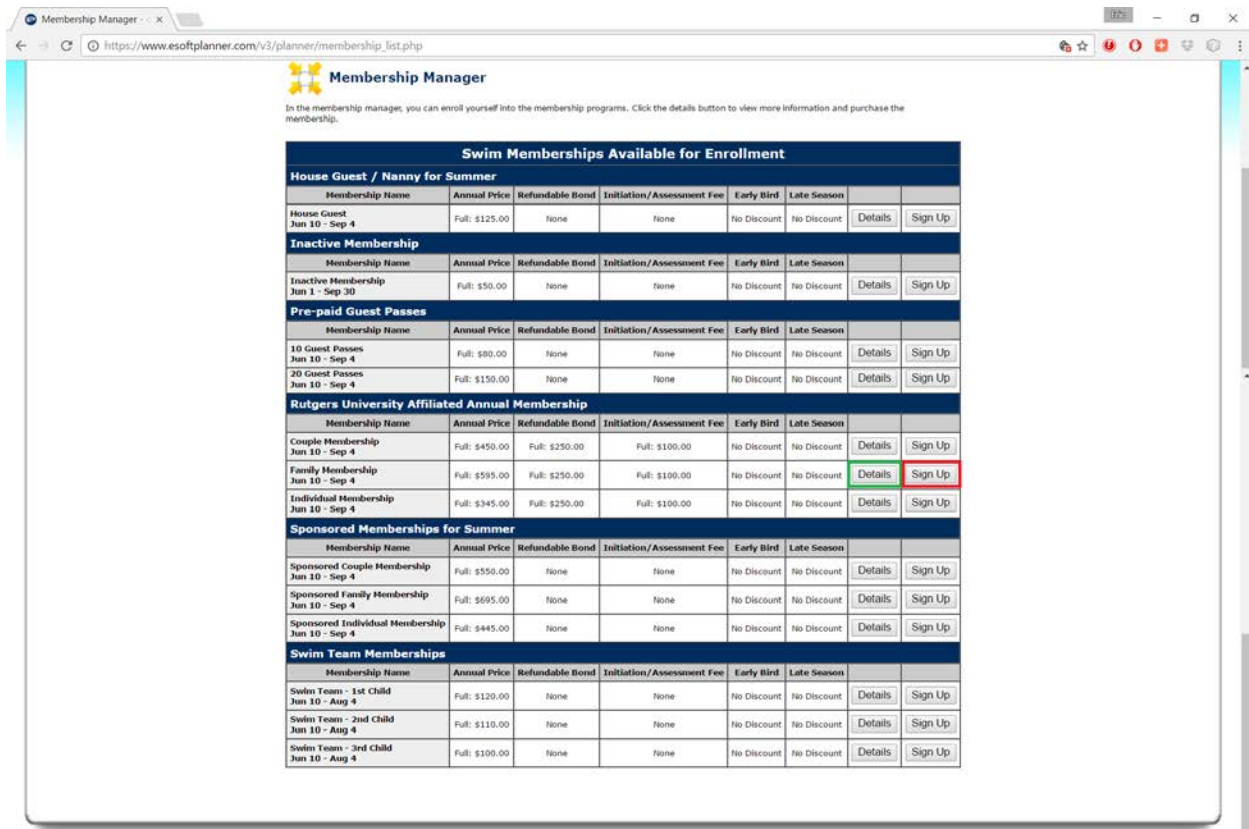 Membership Manager - C
Eric
https://www.esoftplanner.com/v3/planner/membership_list.php
Membership Manager
In the membership manager, you can enroll yourself into the membership programs. Click the details button to view more information and purchase the
membership.
Swim Memberships Available for Enrollment
House Guest / Nanny for Summer
Membership Name Annual Price Refundable Bond Initiation/Assessment Fee Early Bird Late Season
House Guest
Jun 10 - Sep 4 Full: $125.00 None None No Discount No Discount Details Sign Up
Inactive Membership
Membership Name Annual Price Refundable Bond Initiation/Assessment Fee Early Bird Late Season
Inactive Membership
Jun 1 - Sep 30 Full: $50.00 None None No Discount No Discount Details Sign Up
Pre-paid Guest Passes
Membership Name Annual Price Refundable Bond Initiation/Assessment Fee Early Bird Late Season
10 Guest Passes
Jun 10 - Sep 4 Full: $80.00 None None No Discount No Discount Details Sign Up
20 Guest Passes
Jun 10 - Sep 4 Full: $150.00 None None No Discount No Discount Details Sign Up
Rutgers University Affiliated Annual Membership
Membership Name Annual Price Refundable Bond Initiation/Assessment Fee Early Bird Late Season
Couple Membership
Jun 10 - Sep 4 Full: $450.00 Full: $250.00 Full: $100.00 No Discount No Discount Details Sign Up
Family Membership
Jun 10 - Sep 4 Full: $595.00 Full: $250.00 Full: $100.00 No Discount No Discount Details Sign Up
Individual Membership
Jun 10 - Sep 4 Full: $345.00 Full: $250.00 Full: $100.00 No Discount No Discount Details Sign Up
Sponsored Memberships for Summer
Membership Name Annual Price Refundable Bond Initiation/Assessment Fee Early Bird Late Season
Sponsored Couple Membership
Jun 10 - Sep 4 Full: $550.00 None None No Discount No Discount Details Sign Up
Sponsored Family Membership
Jun 10 - Sep 4 Full: $695.00 None None No Discount No Discount Details Sign Up
Sponsored Individual Membership
Jun 10 - Sep 4 Full: $445.00 None None No Discount No Discount Details Sign Up
Swim Team Memberships
Membership Name Annual Price Refundable Bond Initiation/Assessment Fee Early Bird Late Season
Swim Team - 1st Child
Jun 10 - Aug 4 Full: $120.00 None None No Discount No Discount Details Sign Up
Swim Team - 2nd Child
Jun 10 - Aug 4 Full: $110.00 None None No Discount No Discount Details Sign Up
Swim Team - 3rd Child
Jun 10 - Aug 4 Full: $100.00 None None No Discount No Discount Details Sign Up